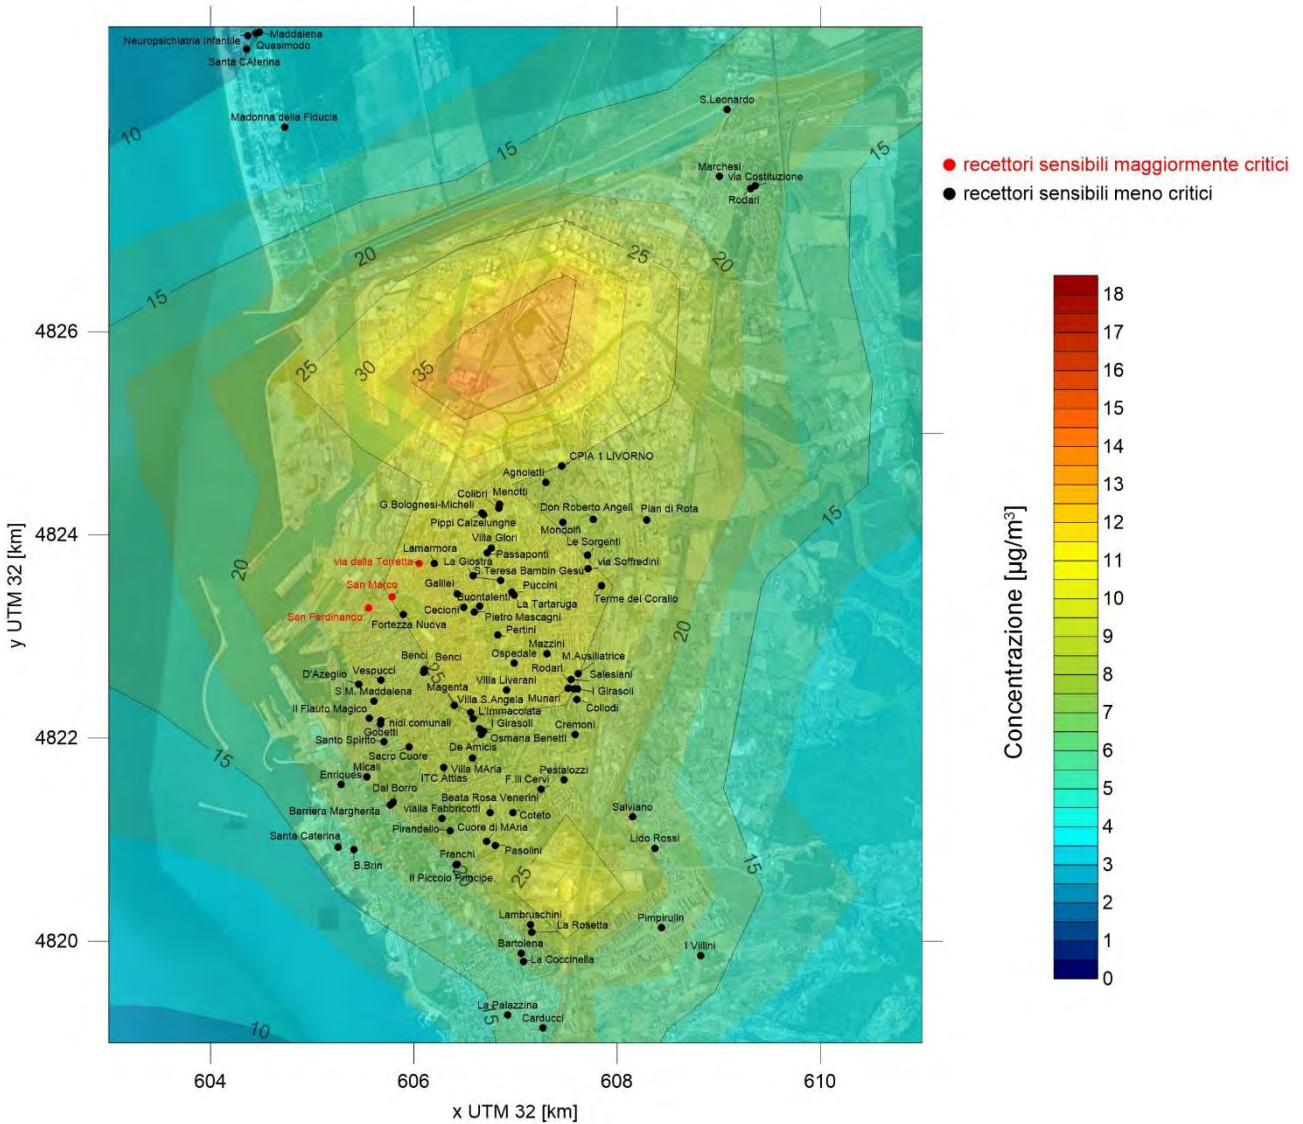 Neuropsichiatria Infantile
Maddalena
Quasimodo
Santa CAterina
Madonna della Fiducia
S.Leonardo
Marchesi
via Costituzione
Rodari
10
15
15
recettori sensibili maggiormente critici
recettori sensibili meno critici
20
25
20
15
25
30
35
4826
CPIA 1 LIVORNO
Agnoletti
Colibri
Menotti
G.Bolognesi-Micheli
Don Roberto Angeli
Pian di Rota
Pippi Calzelunghe
Mondolfi
15
4824
Villa Glori
Le Sorgenti
Lamarmora
Passaponti
via della Torretta
La Giostra
via Soffredini
20
S.Teresa Bambin Gesù
San Marco
Galilei
Puccini
Buontalenti
Terme del Corallo
Cecioni
La Tartaruga
San Ferdinando
Pietro Mascagni
Fortezza Nuova
20
Pertini
Mazzini
Benci
Benci
Ospedale
M.Ausiliatrice
D'Azeglio
Vespucci
25
Rodari
Salesiani
Villa Liverani
S.M. Maddalena
Magenta
Munari
I Girasoli
Villa S.Angela
Collodi
Il Flauto Magico
L'Immacolata
nidi comunali
I Girasoli
Cremoni
Gobetti
4822
Santo Spirito
Osmana Benetti
De Amicis
Sacro Cuore
15
Micali
Villa MAria
Enriques
ITC Attias
Pestalozzi
F.lli Cervi
Dal Borro
Beata Rosa Venerini
Barriera Margherita
vialla Fabbricotti
Coteto
Salviano
Pirandello
Cuore di MAria
Santa Caterina
Lido Rossi
B.Brin
Franchi
Pasolini
15
Il Piccolo Principe.
20
25
Lambruschini
La Rosetta
Pimpirulin
4820
Bartolena
I Villini
La Coccinella
La Palazzina
15
Carducci
10
604
606
608
610
x UTM 32 [km]
y UTM 32 [km]
Concentrazione [µg/m³]
18
17
16
15
14
13
12
11
10
9
8
7
6
5
4
3
2
1
0